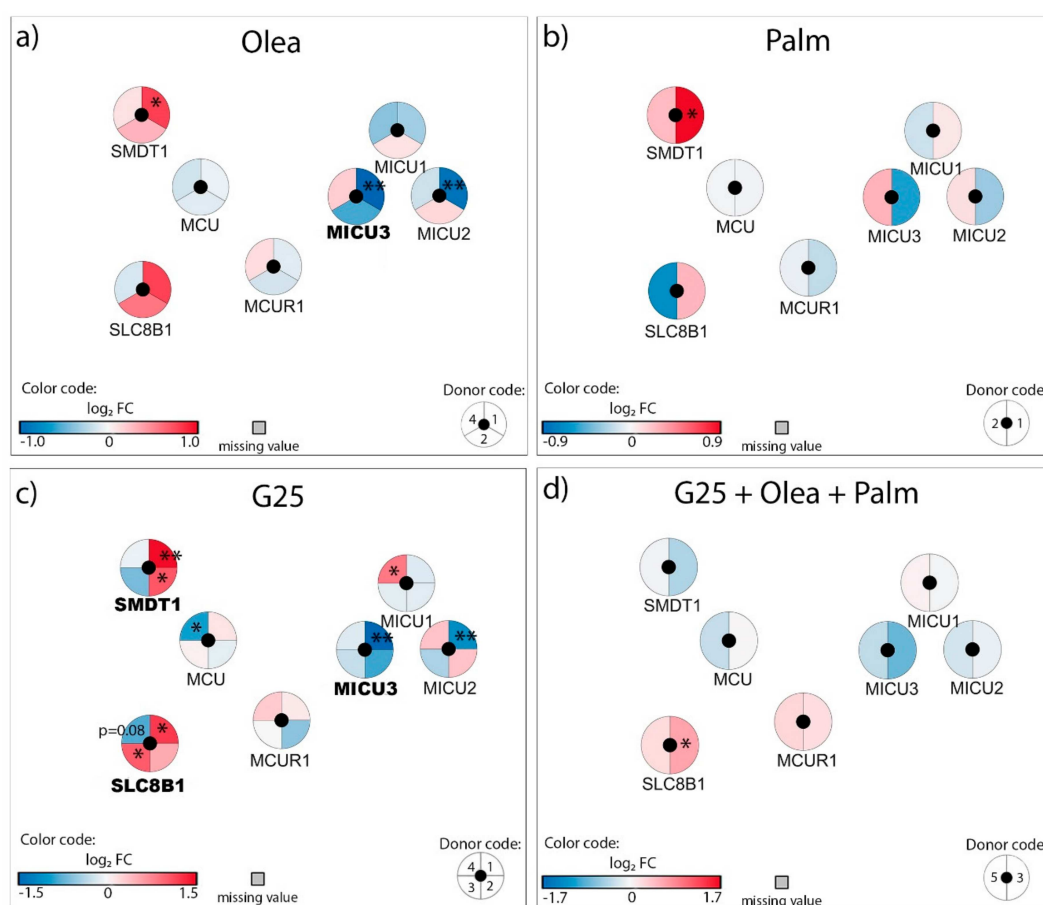 a)
Olea
*
SMDT1
MICU1
MCU
**
**
MICU3
MICU2
MCUR1
SLC8B1
Color code:
log₂ FC
-1.0
0
1.0
missing value
Donor code:
4
1
2
b)
Palm
*
SMDT1
MICU1
MCU
MICU3
MICU2
MCUR1
SLC8B1
Color code:
log₂ FC
-0.9
0
0.9
missing value
Donor code:
2
1
c)
G25
**
*
SMDT1
*
MICU1
*
MCU
**
**
MICU3
MICU2
MCUR1
p=0.08
*
*
SLC8B1
Color code:
log₂ FC
-1.5
0
1.5
missing value
Donor code:
4
1
3
2
d)
G25 + Olea + Palm
SMDT1
MICU1
MCU
MICU3
MICU2
MCUR1
*
SLC8B1
Color code:
log₂ FC
-1.7
0
1.7
missing value
Donor code:
5
3